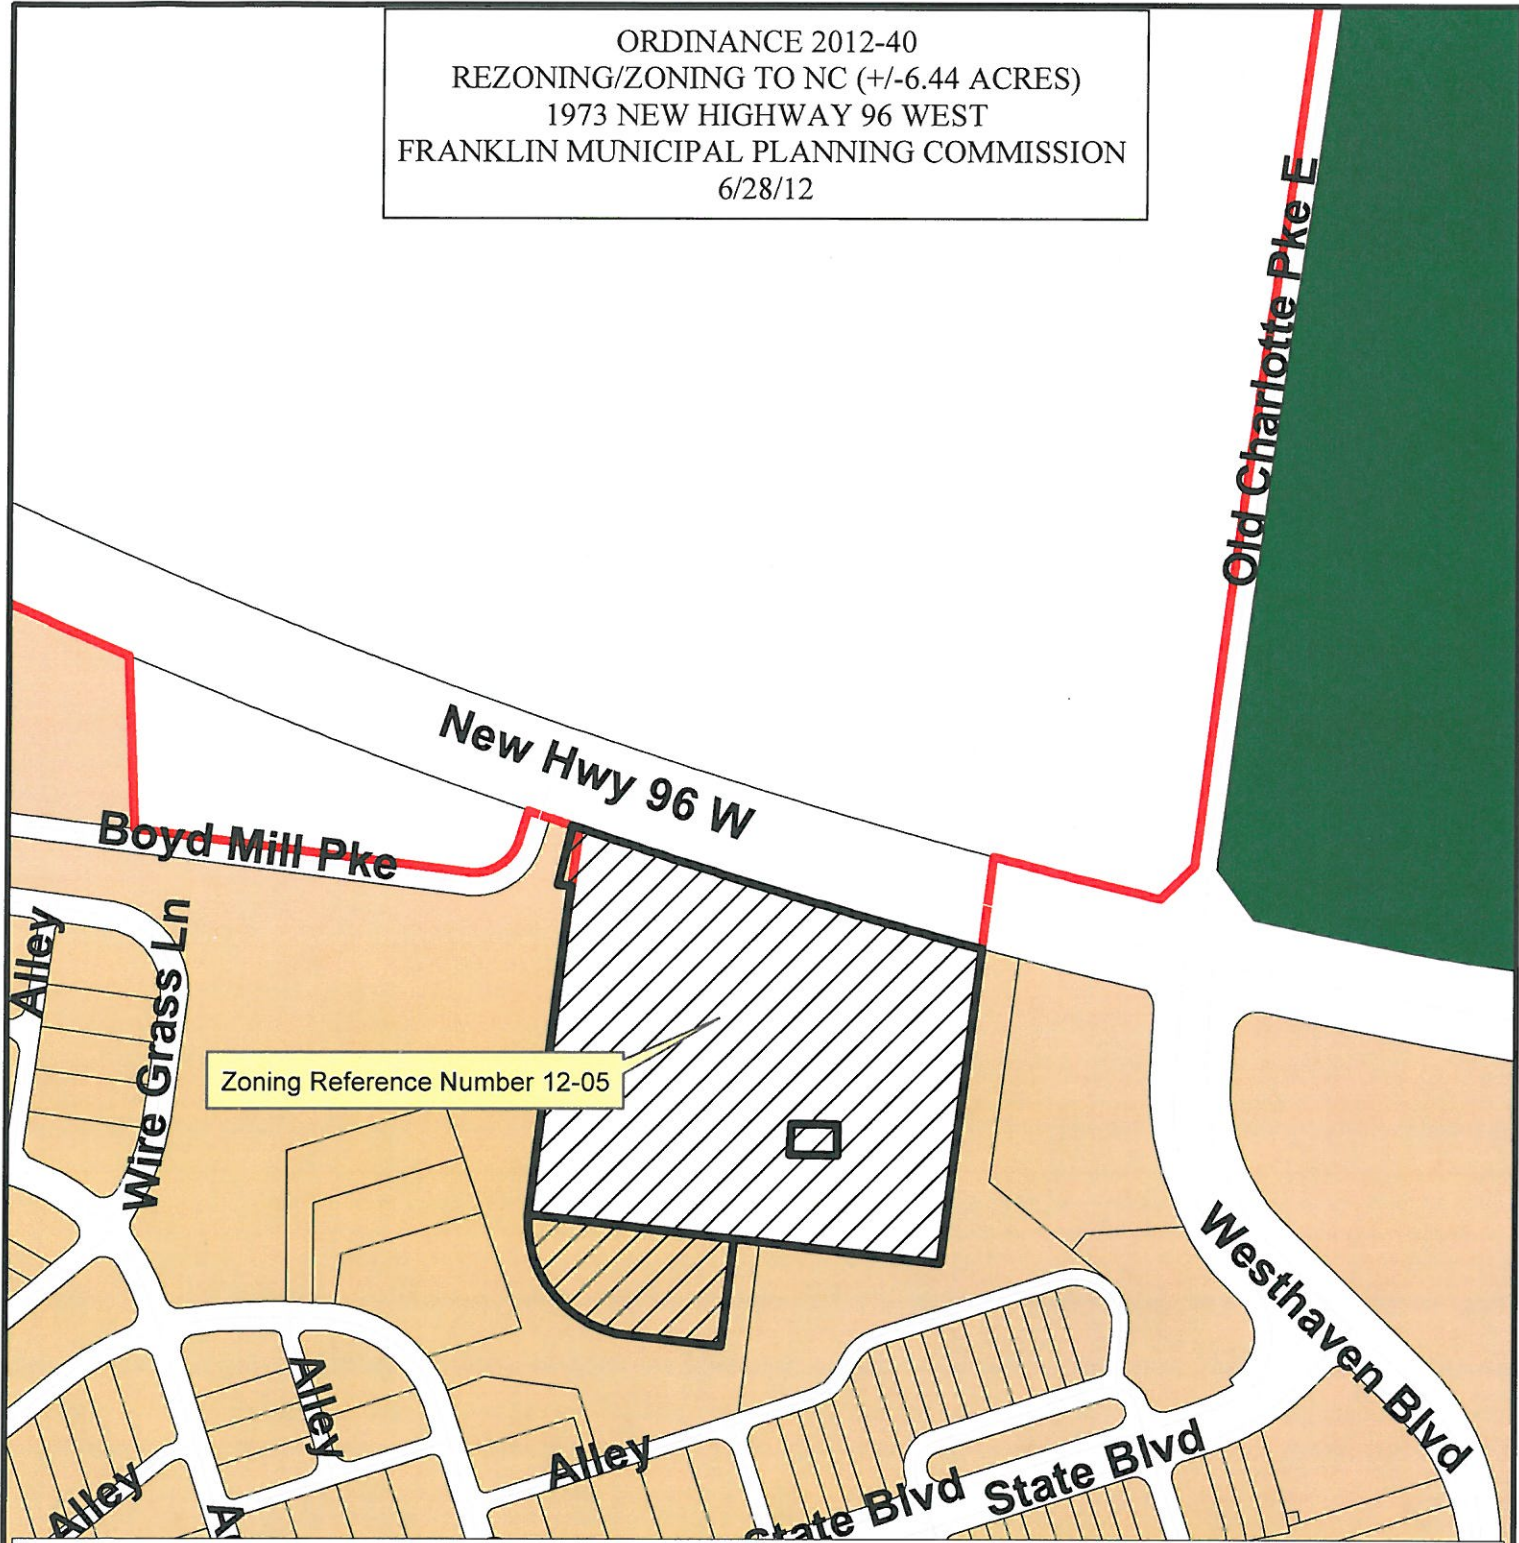 ORDINANCE 2012-40
REZONING/ZONING TO NC (+/-6.44 ACRES)
1973 NEW HIGHWAY 96 WEST
FRANKLIN MUNICIPAL PLANNING COMMISSION
6/28/12
Old Charlotte Pke E
New Hwy 96 W
Boyd Mill Pke
Alley
Wire Grass Ln
Zoning Reference Number 12-05
Westhaven Blvd
Alley
Alley
Alley
State Blvd
State Blvd